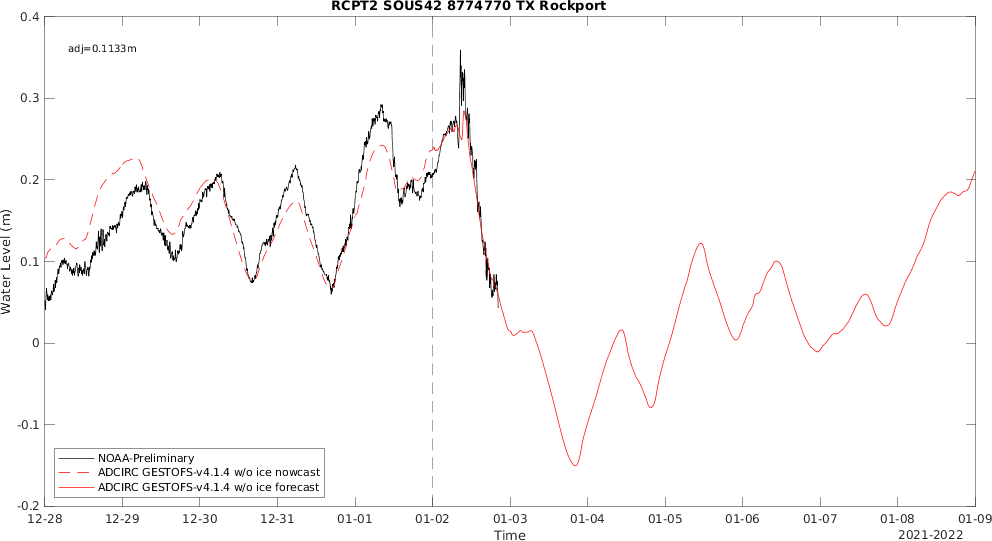 RCPT2 SOUS42 8774770 TX Rockport
0.4
adj=0.1133m
0.3
0.2
0.1
0
-0.1
-0.2
Water Level (m)
NOAA-Preliminary
ADCIRC GESTOFS-v4.1.4 w/o ice nowcast
ADCIRC GESTOFS-v4.1.4 w/o ice forecast
12-28 12-29 12-30 12-31 01-01 01-02 01-03 01-04 01-05 01-06 01-07 01-08 01-09
Time
2021-2022